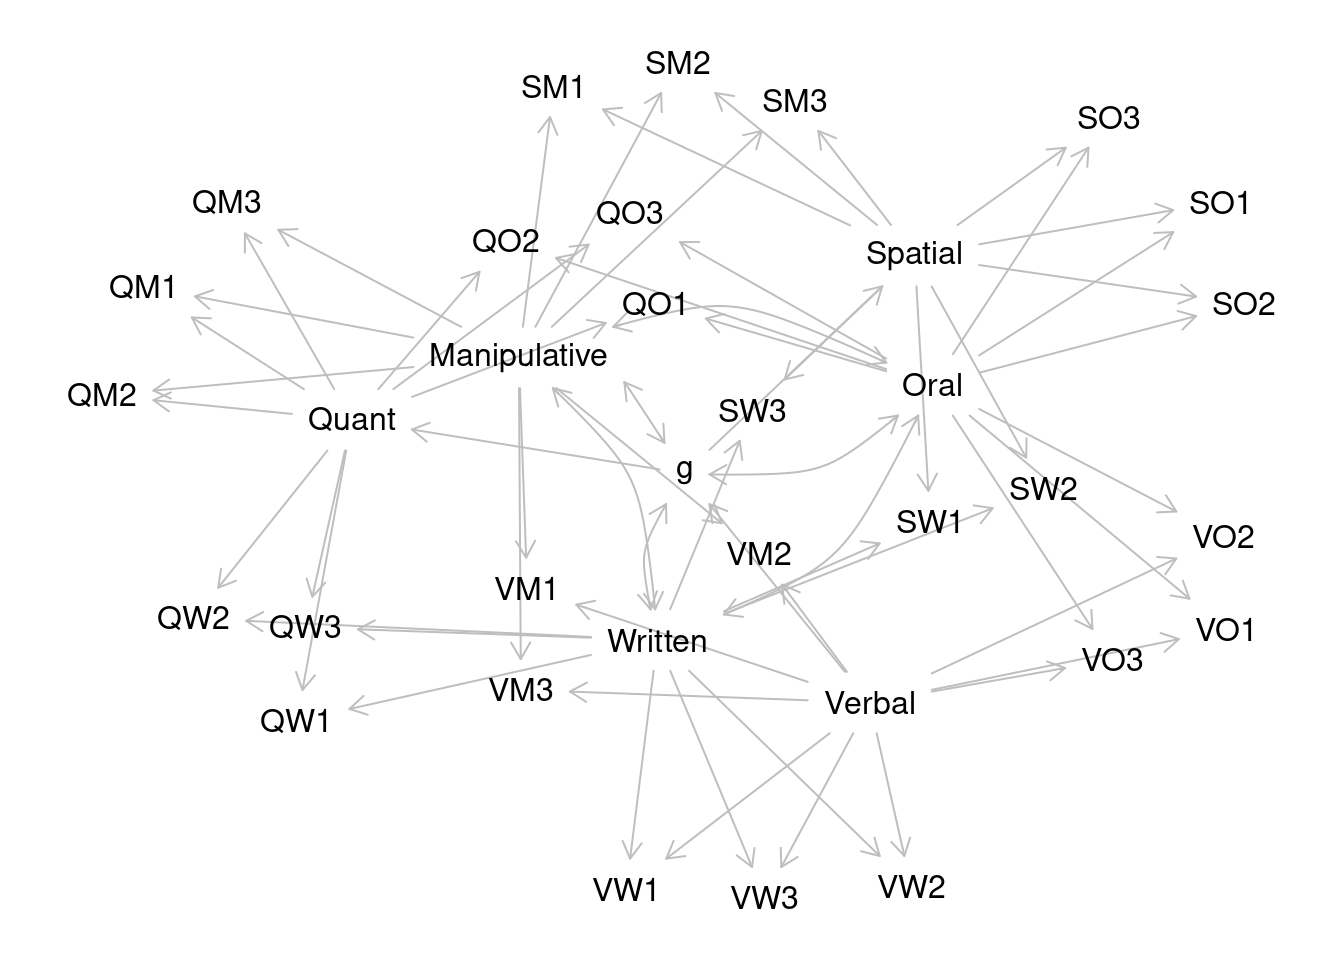 SM2
SM1
SM3
SO3
QM3
SO1
QO3
QO2
Spatial
QM1
QO1
SO2
Manipulative
Oral
QM2
SW3
Quant
g
SW2
SW1
VO2
VM2
VM1
QW2
QW3
VO1
Written
VO3
VM3
Verbal
QW1
VW1
VW3
VW2